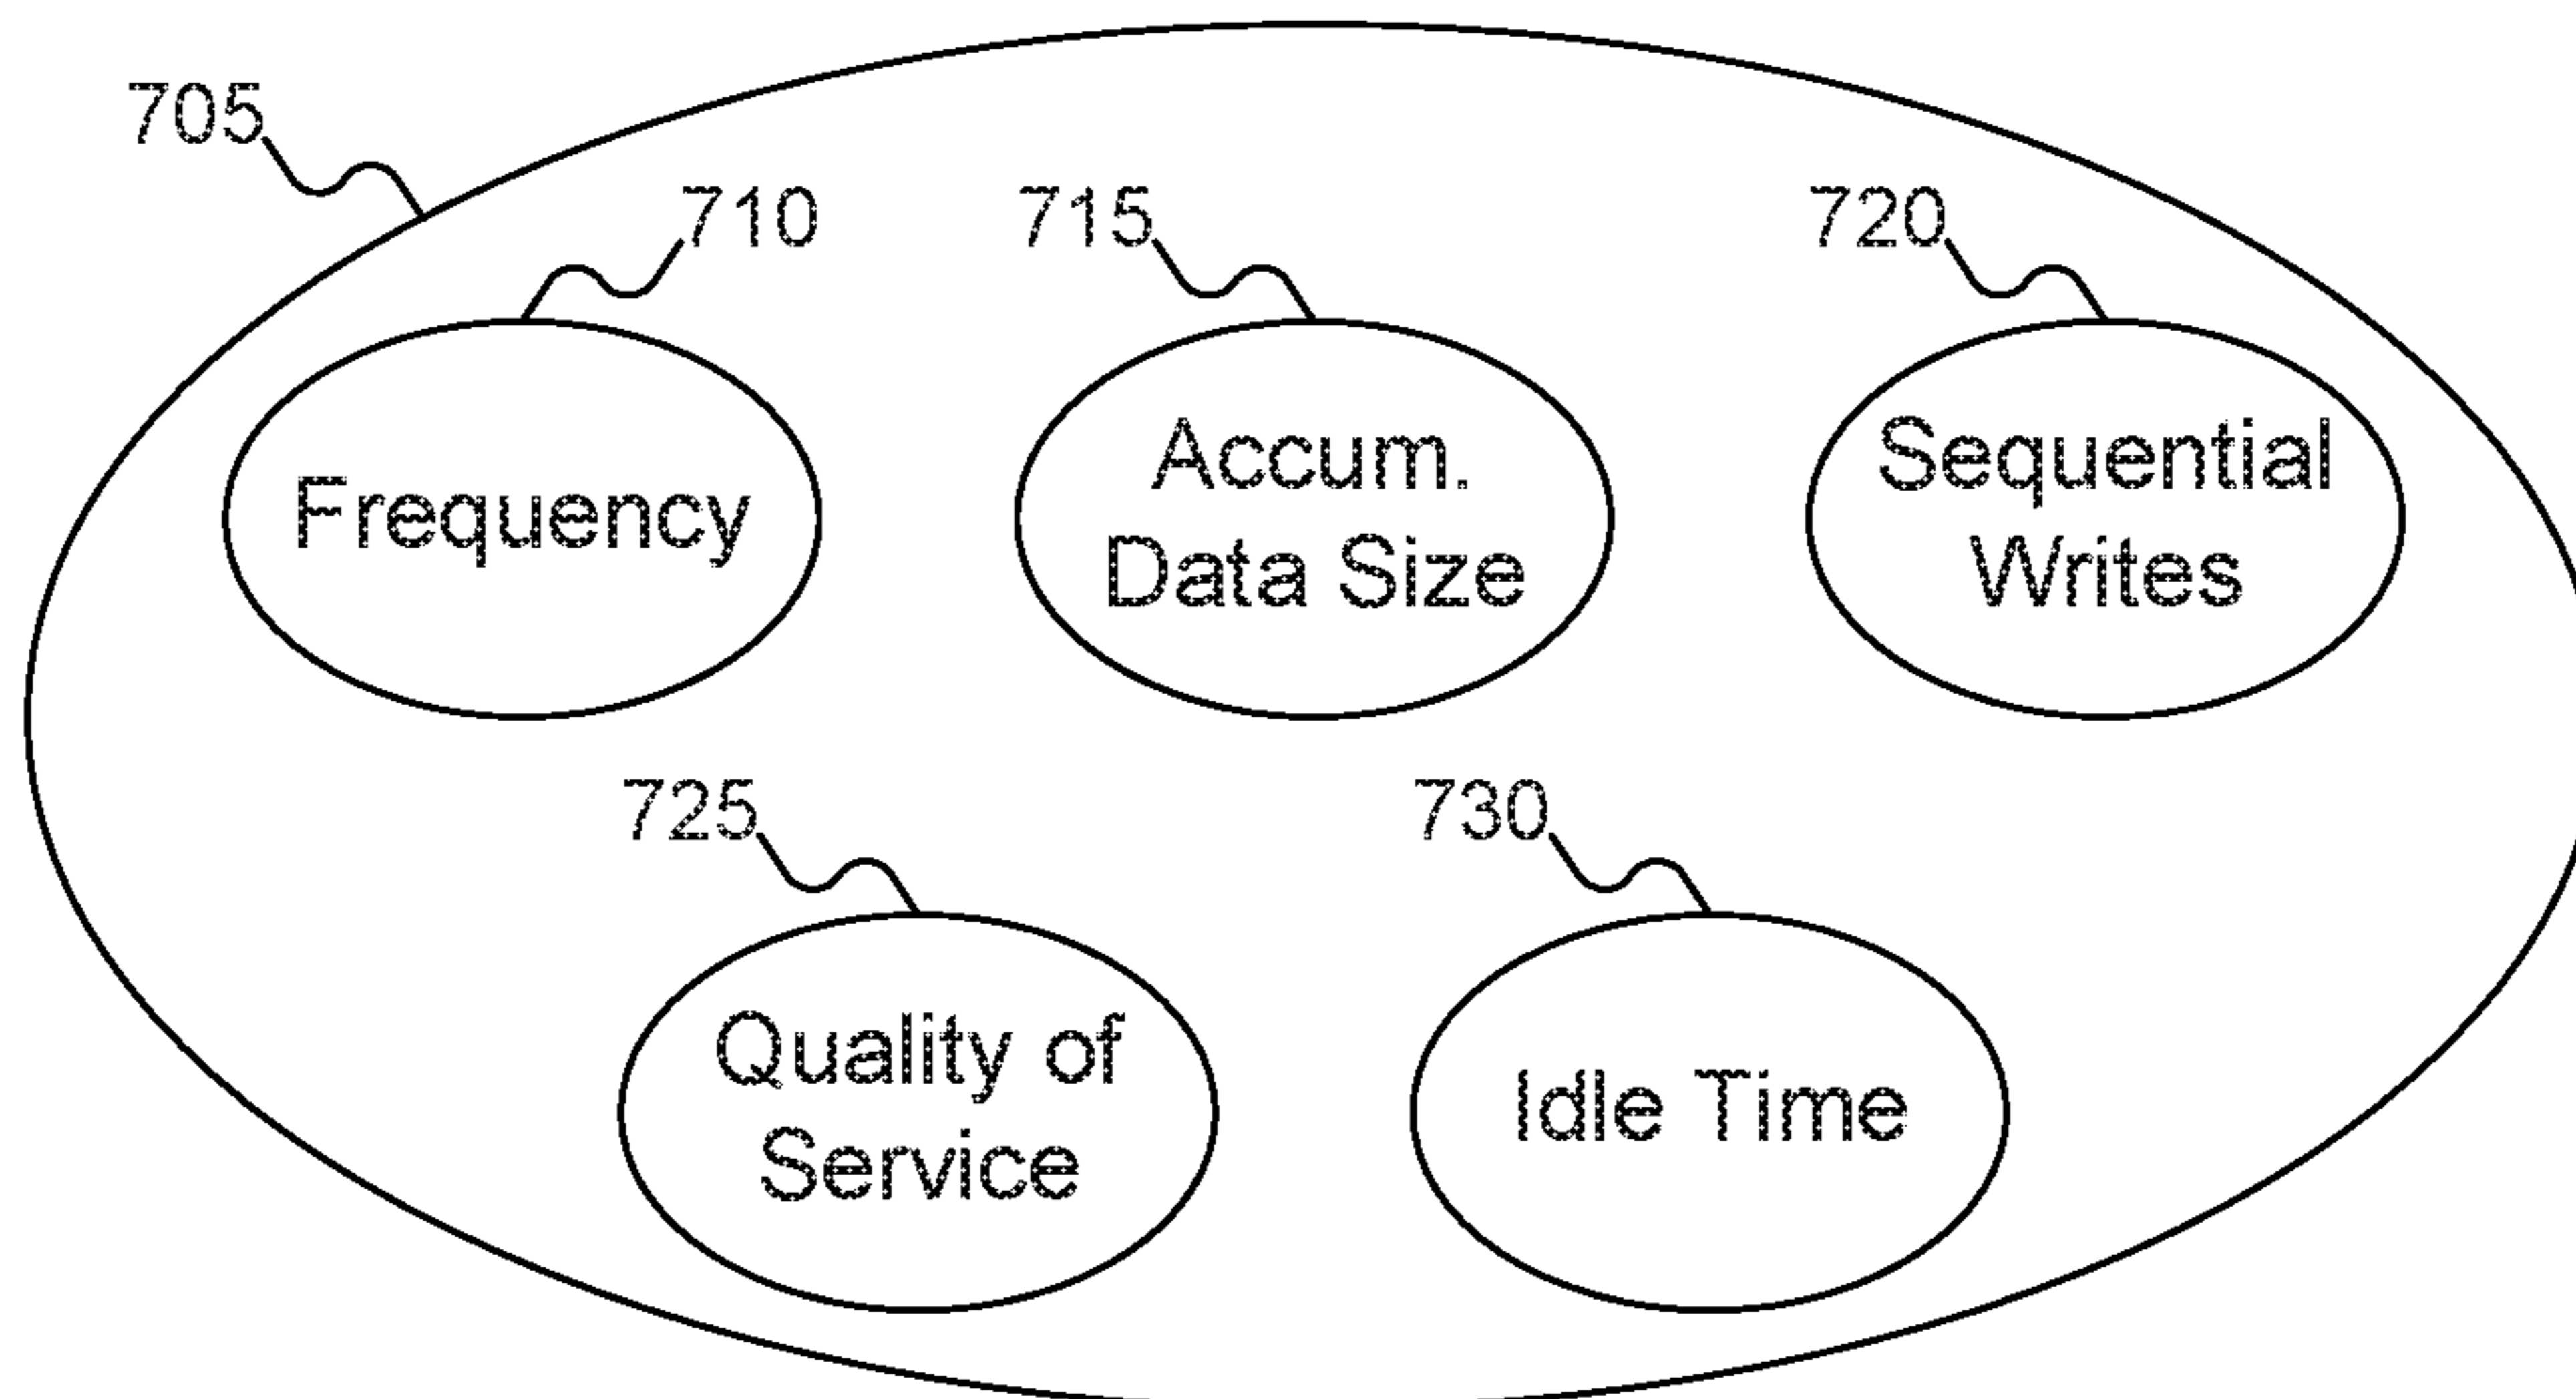 705
710
715
720
Frequency
Accum.
Data Size
Sequential
Writes
725
730
Quality of
Service
Idle Time